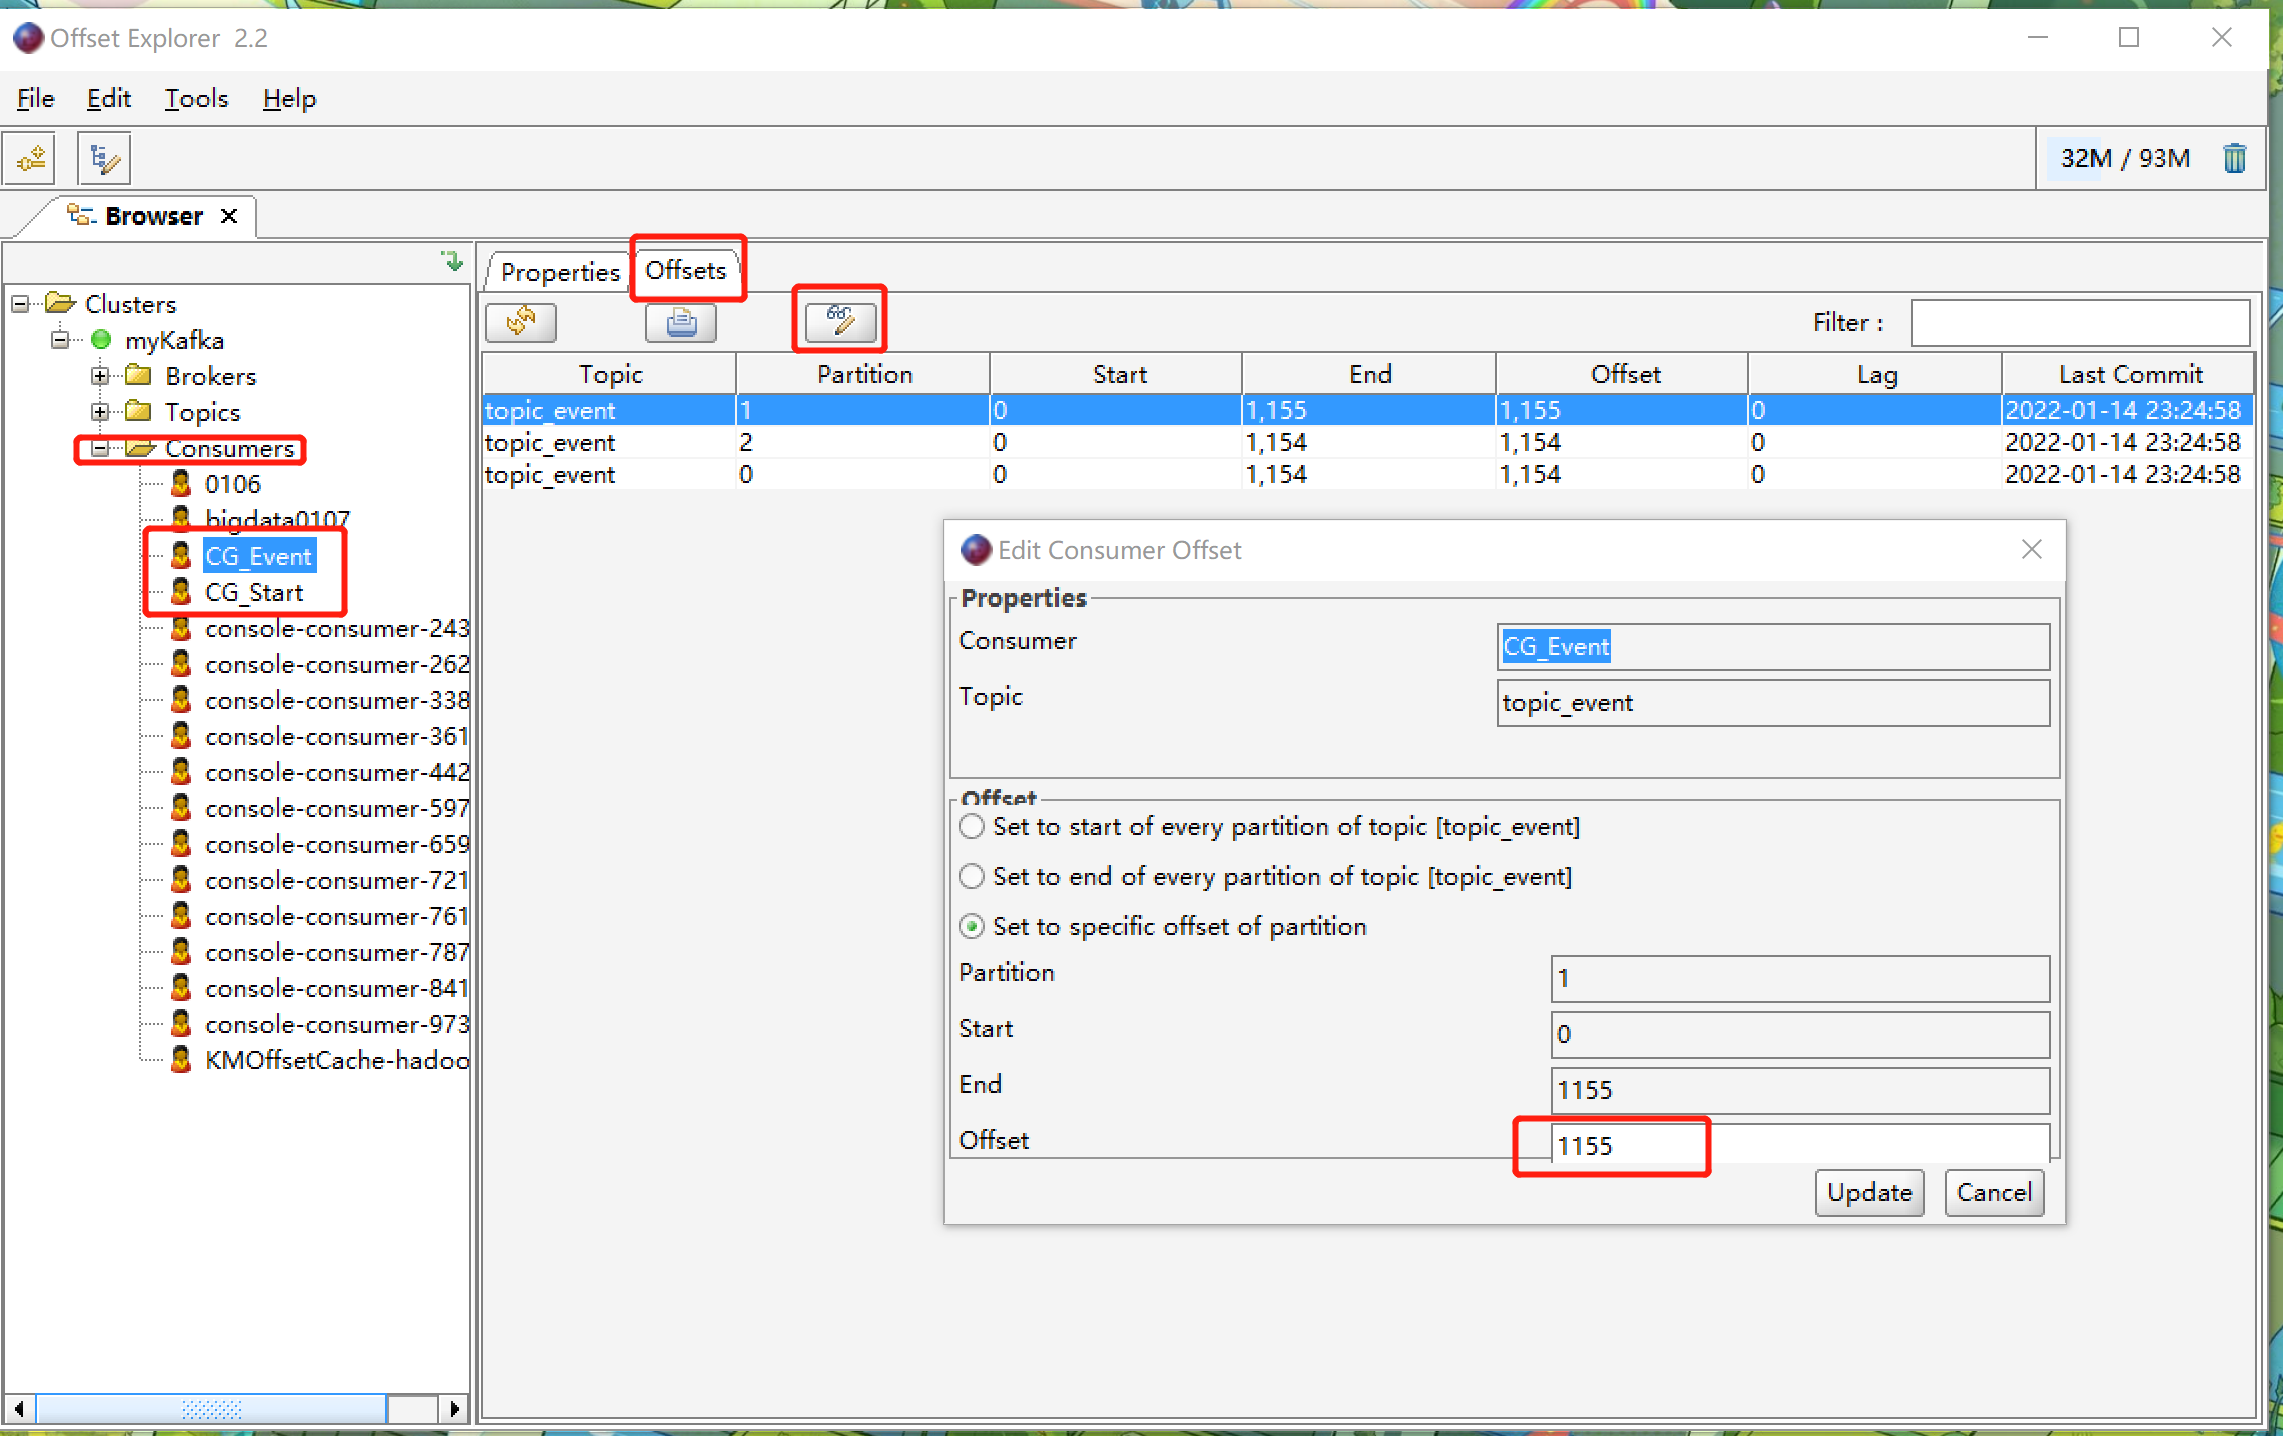 Offset Explorer 2.2
File Edit Tools Help
32M / 93M
Browser
Clusters
myKafka
Brokers
Topics
Consumers
0106
bigdata0107
CG_Event
CG_Start
console-consumer-243
console-consumer-262
console-consumer-338
console-consumer-361
console-consumer-442
console-consumer-597
console-consumer-659
console-consumer-721
console-consumer-761
console-consumer-787
console-consumer-841
console-consumer-973
KMOffsetCache-hadoo
Properties Offsets
Filter :
Topic Partition Start End Offset Lag Last Commit
topic_event 1 0 1,155 1,155 0 2022-01-14 23:24:58
topic_event 2 0 1,154 1,154 0 2022-01-14 23:24:58
topic_event 0 0 1,154 1,154 0 2022-01-14 23:24:58
Edit Consumer Offset
Properties
Consumer CG_Event
Topic topic_event
Offset
Set to start of every partition of topic [topic_event]
Set to end of every partition of topic [topic_event]
Set to specific offset of partition
Partition 1
Start 0
End 1155
Offset 1155
Update Cancel